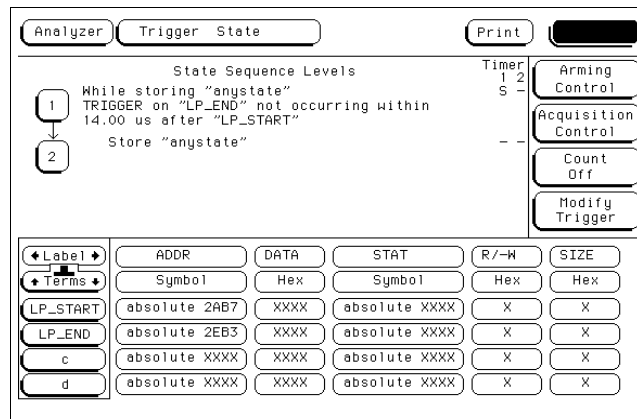 Analyzer Trigger State Print
State Sequence Levels
Timer
1 2
While storing "anystate" S -
1 TRIGGER on "LP_END" not occurring within
14.00 us after "LP_START"
2 Store "anystate" - -
Arming
Control
Acquisition
Control
Count
Off
Modify
Trigger
Label ADDR DATA STAT R/-W SIZE
Terms Symbol Hex Symbol Hex Hex
LP_START absolute 2AB7 XXXX absolute XXXX X X
LP_END absolute 2EB3 XXXX absolute XXXX X X
c absolute XXXX XXXX absolute XXXX X X
d absolute XXXX XXXX absolute XXXX X X